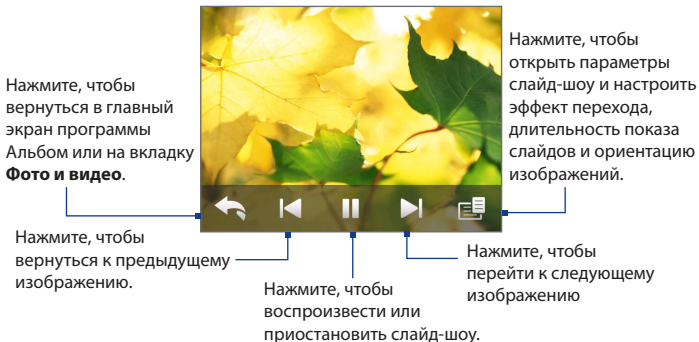 Нажмите, чтобы
вернуться в главный
экран программы
Альбом или на вкладку
Фото и видео.
Нажмите, чтобы
открыть параметры
слайд-шоу и настроить
эффект перехода,
длительность показа
слайдов и ориентацию
изображений.
Нажмите, чтобы
вернуться к предыдущему
изображению.
Нажмите, чтобы
воспроизвести или
приостановить слайд-шоу.
Нажмите, чтобы
перейти к следующему
изображению